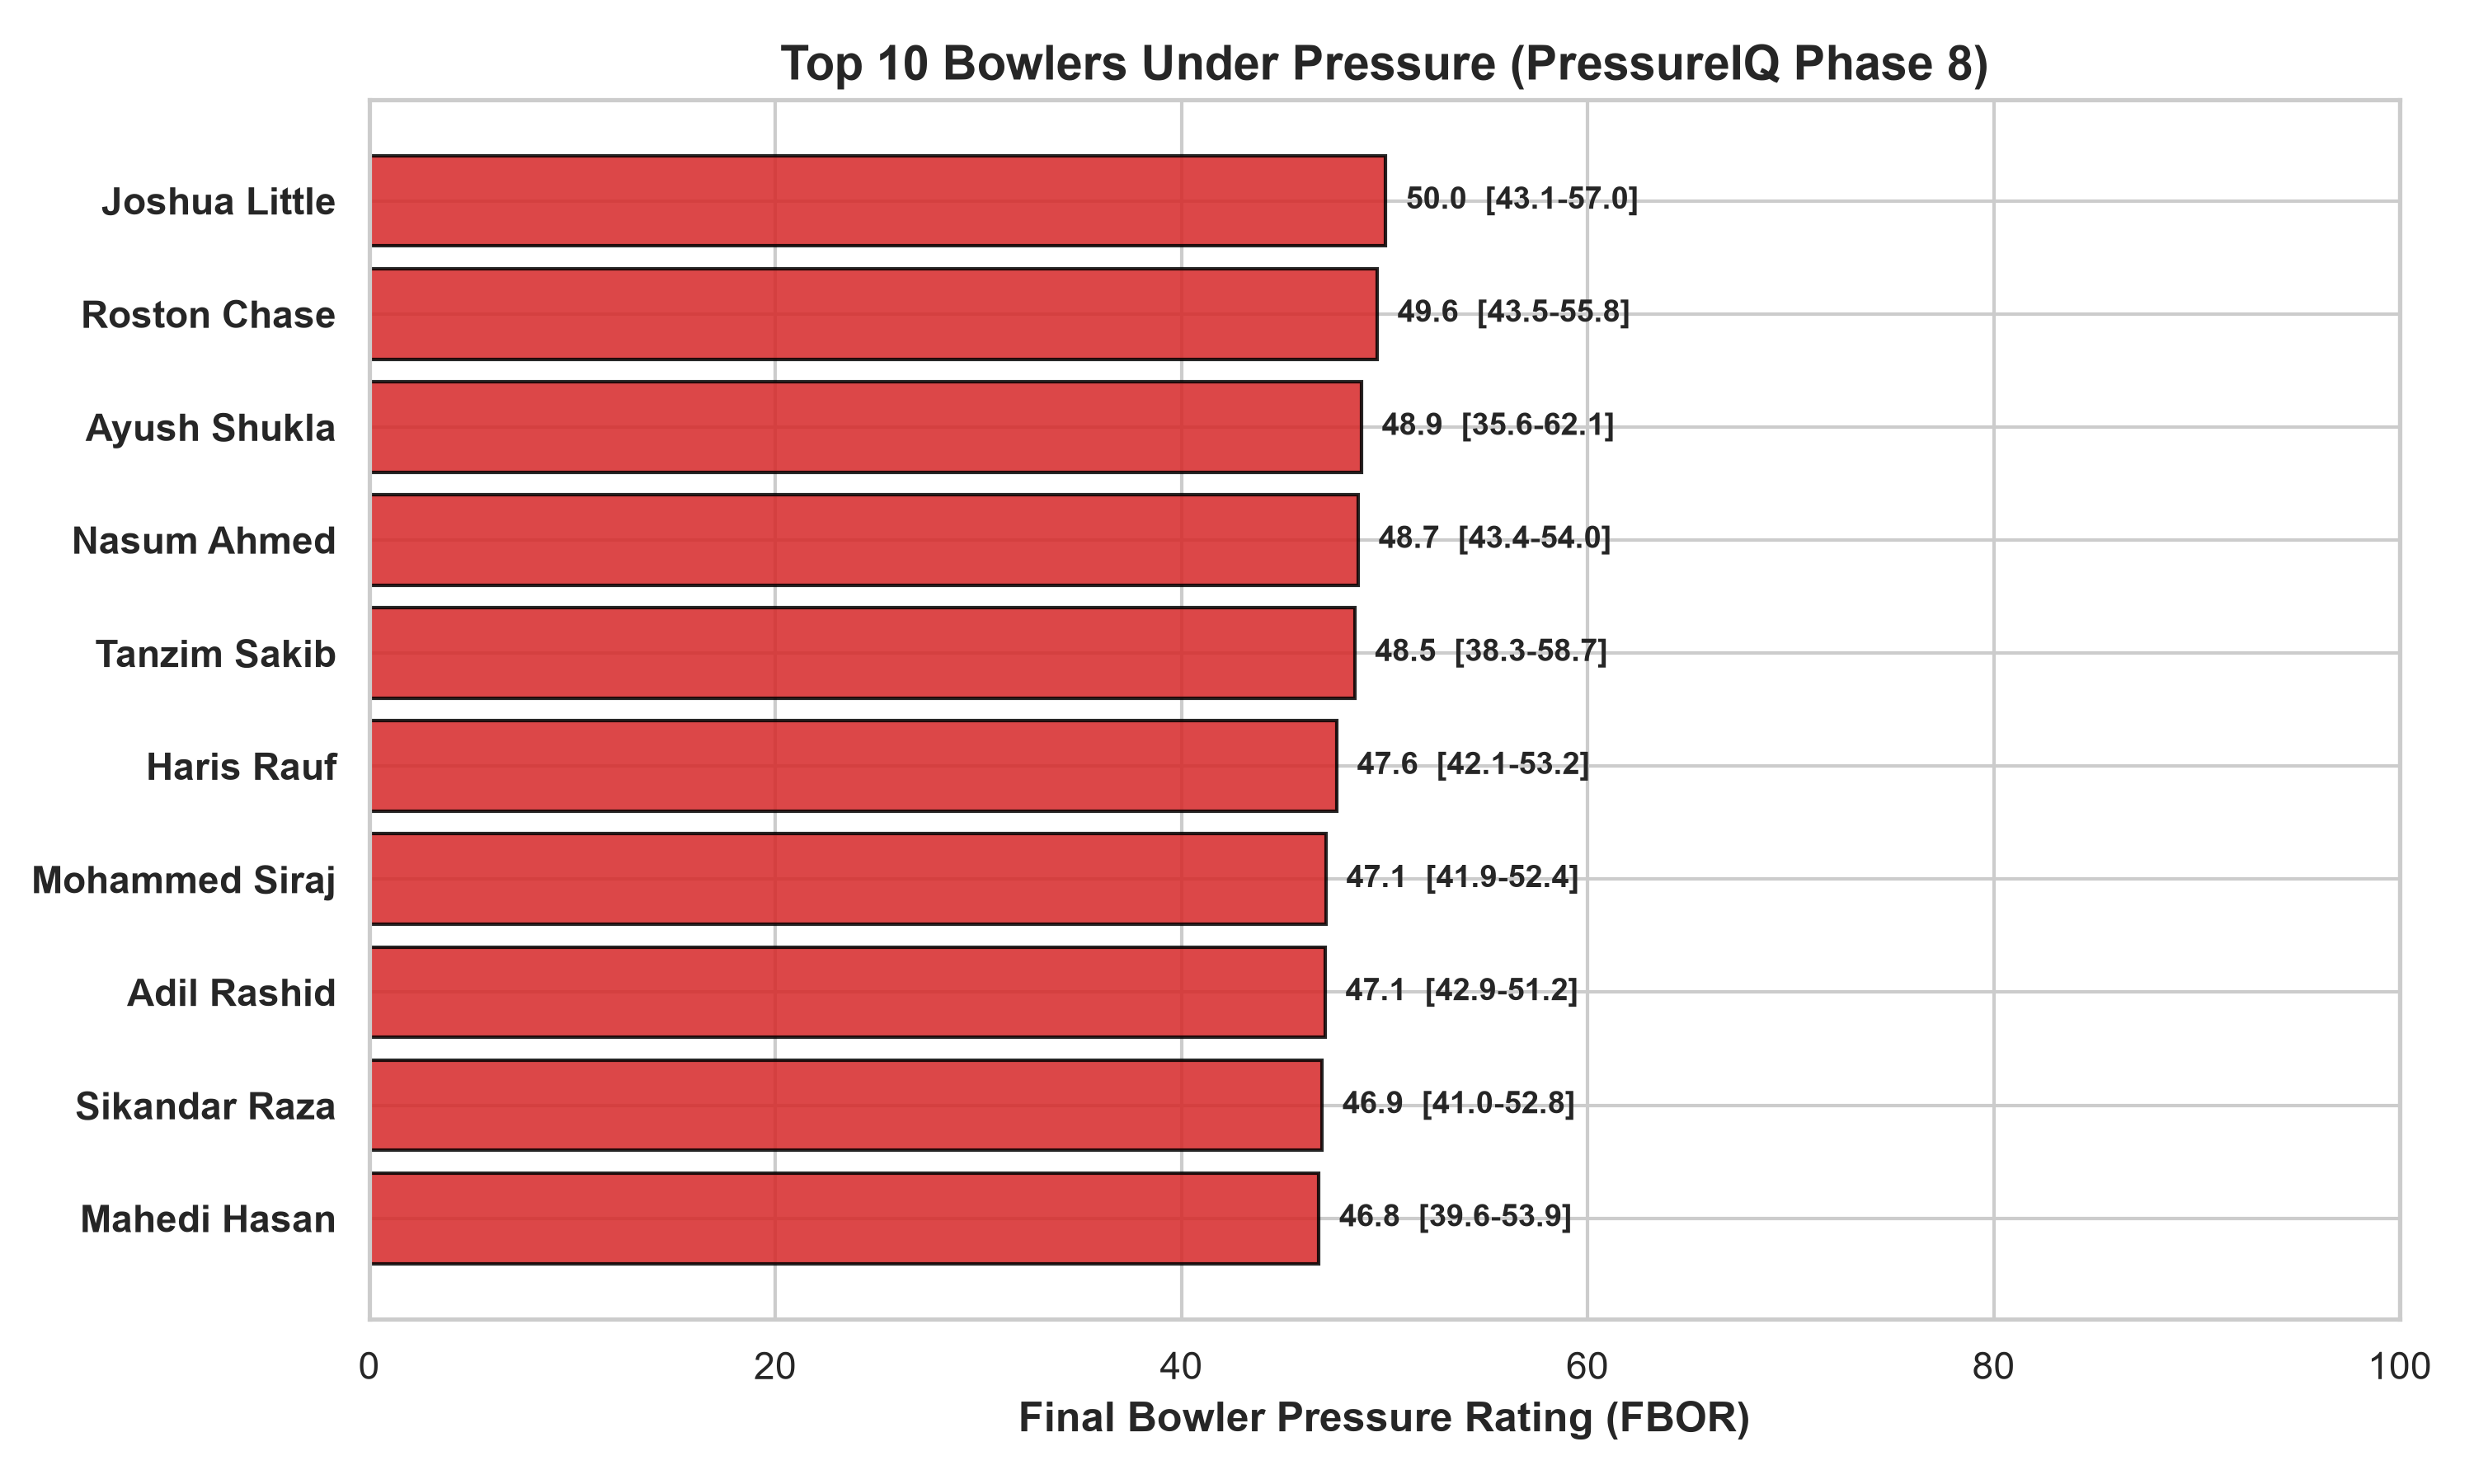 Top 10 Bowlers Under Pressure (PressureIQ Phase 8)
Joshua Little 50.0 [43.1-57.0]
Roston Chase 49.6 [43.5-55.8]
Ayush Shukla 48.9 [35.6-62.1]
Nasum Ahmed 48.7 [43.4-54.0]
Tanzim Sakib 48.5 [38.3-58.7]
Haris Rauf 47.6 [42.1-53.2]
Mohammed Siraj 47.1 [41.9-52.4]
Adil Rashid 47.1 [42.9-51.2]
Sikandar Raza 46.9 [41.0-52.8]
Mahedi Hasan 46.8 [39.6-53.9]
0 20 40 60 80 100
Final Bowler Pressure Rating (FBOR)